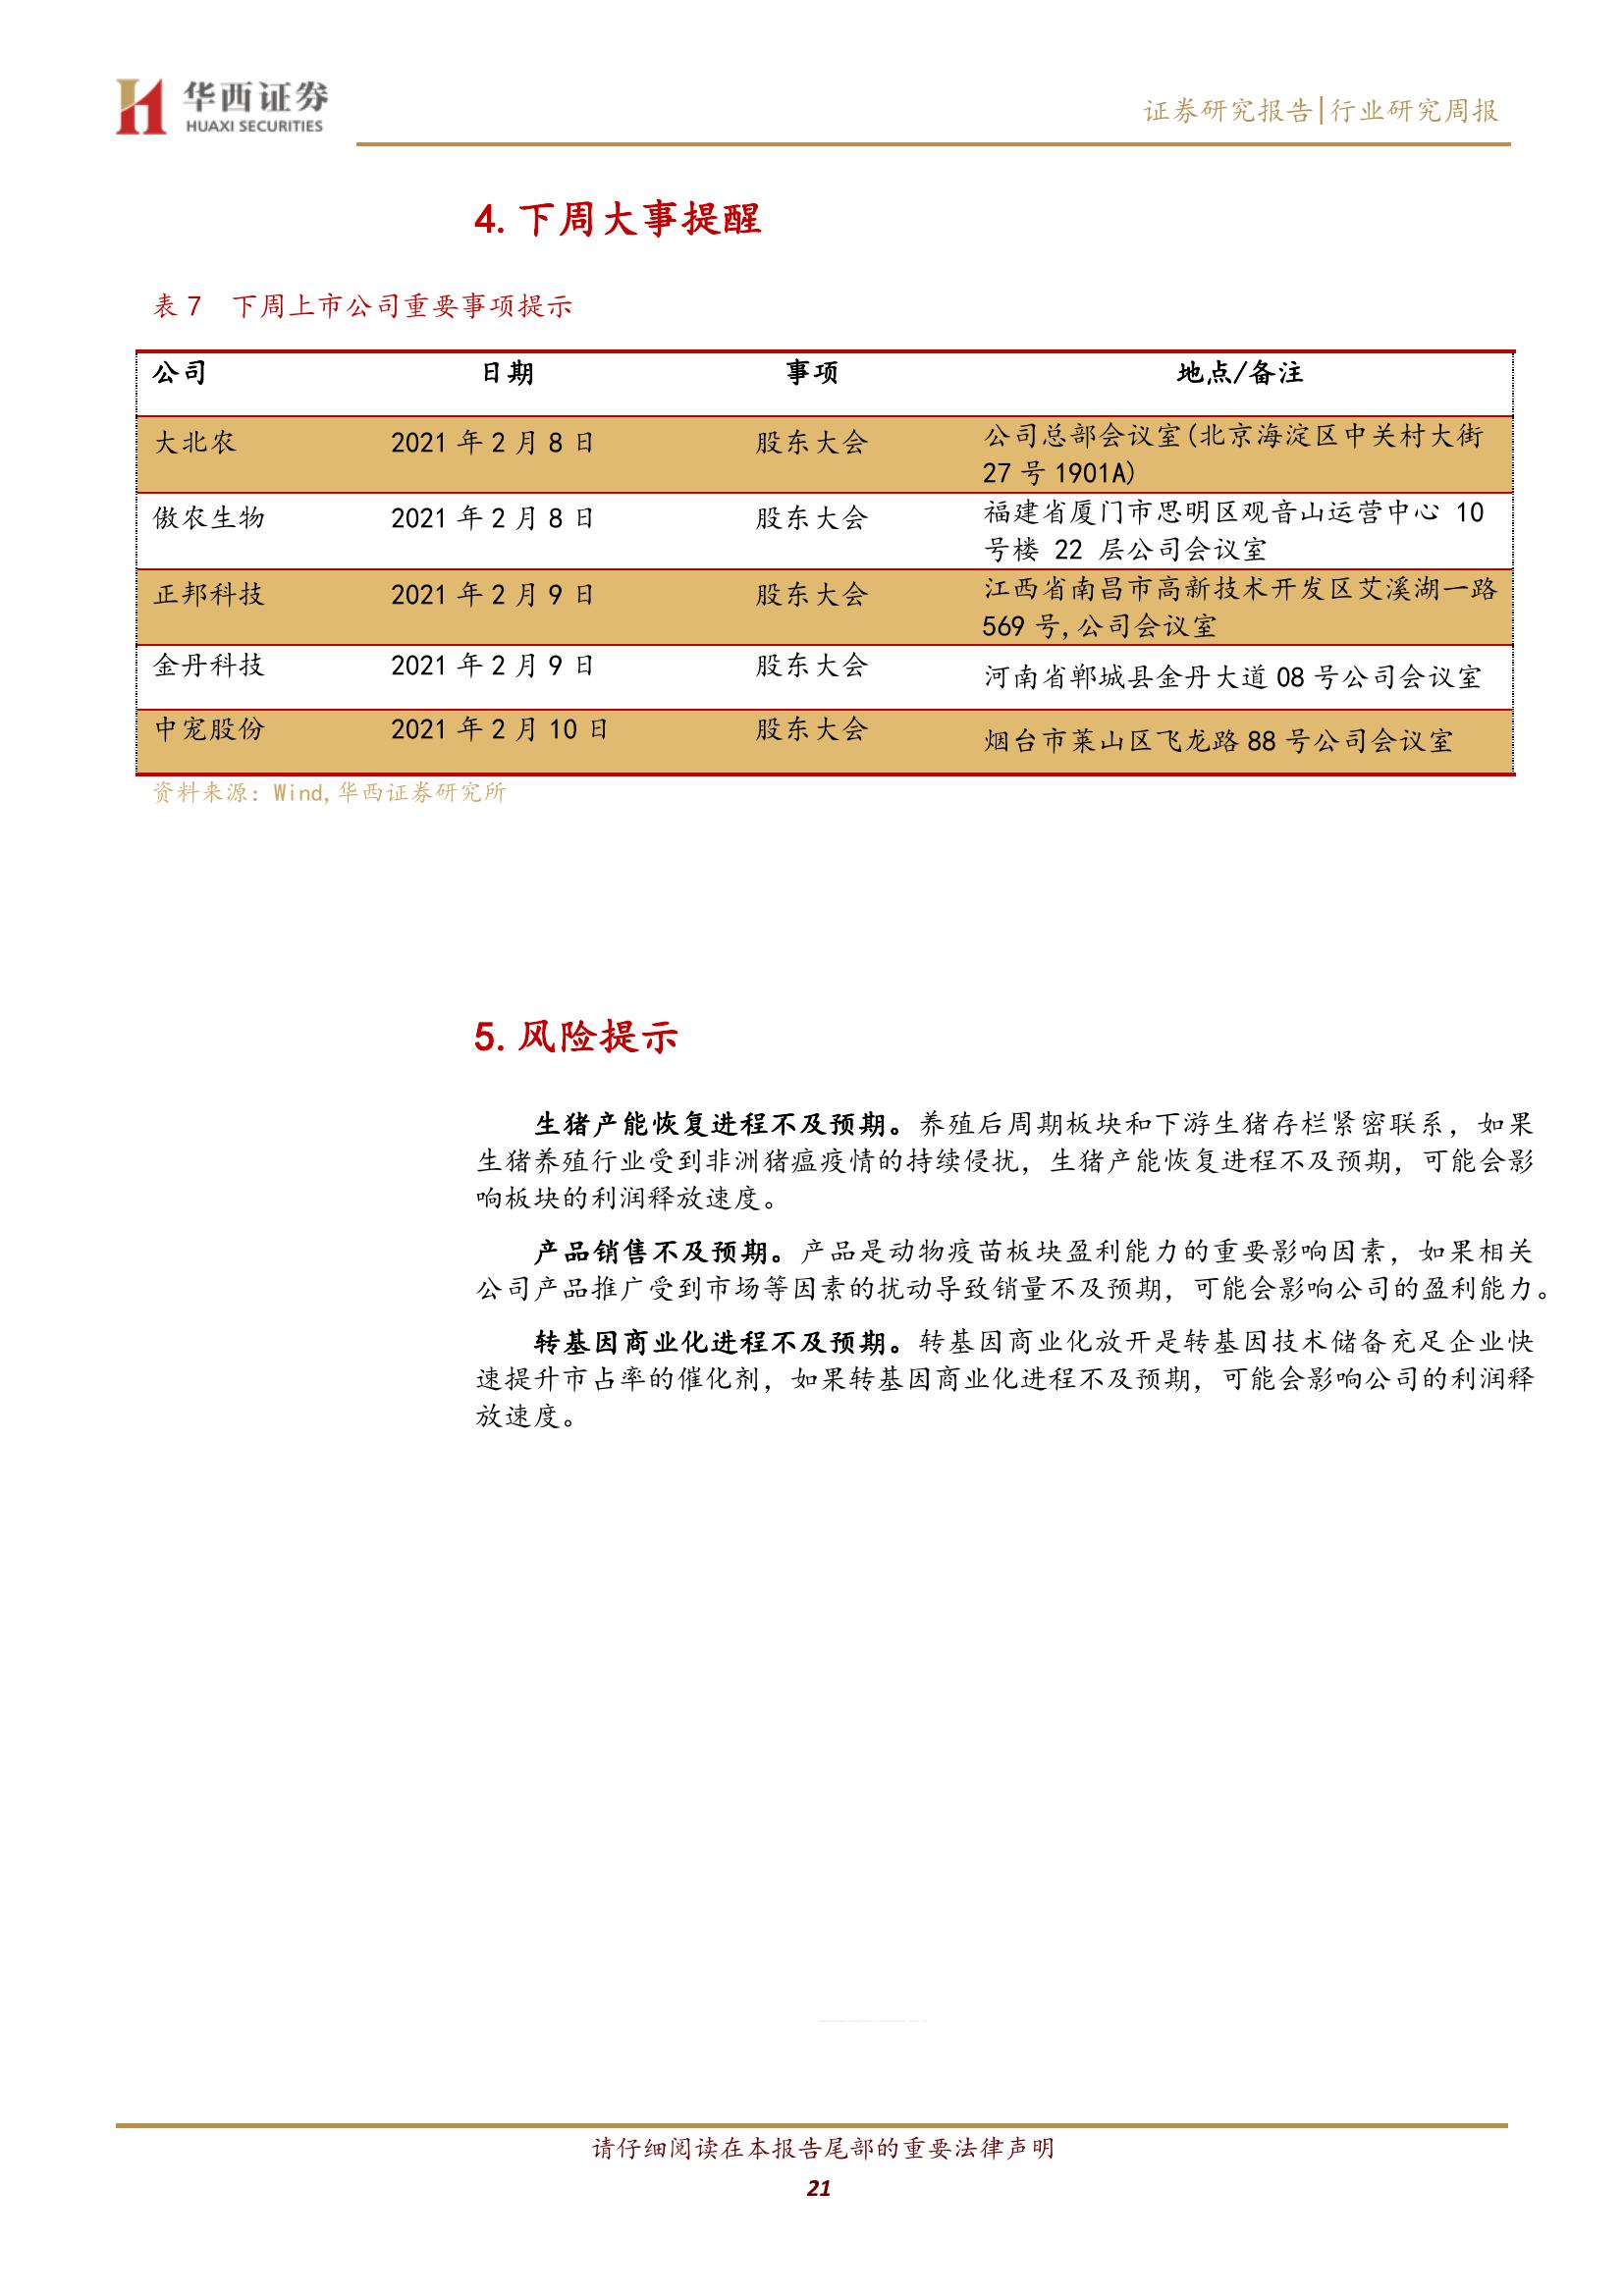 华西证券
HUAXI SECURITIES
证券研究报告|行业研究周报
4. 下周大事提醒
表 7 下周上市公司重要事项提示
公司 日期 事项 地点/备注
大北农 2021 年 2 月 8 日 股东大会 公司总部会议室(北京海淀区中关村大街
27 号 1901A)
傲农生物 2021 年 2 月 8 日 股东大会 福建省厦门市思明区观音山运营中心 10
号楼 22 层公司会议室
正邦科技 2021 年 2 月 9 日 股东大会 江西省南昌市高新技术开发区艾溪湖一路
569 号,公司会议室
金丹科技 2021 年 2 月 9 日 股东大会 河南省郸城县金丹大道 08 号公司会议室
中宠股份 2021 年 2 月 10 日 股东大会 烟台市莱山区飞龙路 88 号公司会议室
资料来源：Wind,华西证券研究所
5. 风险提示
生猪产能恢复进程不及预期。养殖后周期板块和下游生猪存栏紧密联系，如果
生猪养殖行业受到非洲猪瘟疫情的持续侵扰，生猪产能恢复进程不及预期，可能会影
响板块的利润释放速度。
产品销售不及预期。产品是动物疫苗板块盈利能力的重要影响因素，如果相关
公司产品推广受到市场等因素的扰动导致销量不及预期，可能会影响公司的盈利能力。
转基因商业化进程不及预期。转基因商业化放开是转基因技术储备充足企业快
速提升市占率的催化剂，如果转基因商业化进程不及预期，可能会影响公司的利润释
放速度。
请仔细阅读在本报告尾部的重要法律声明
21